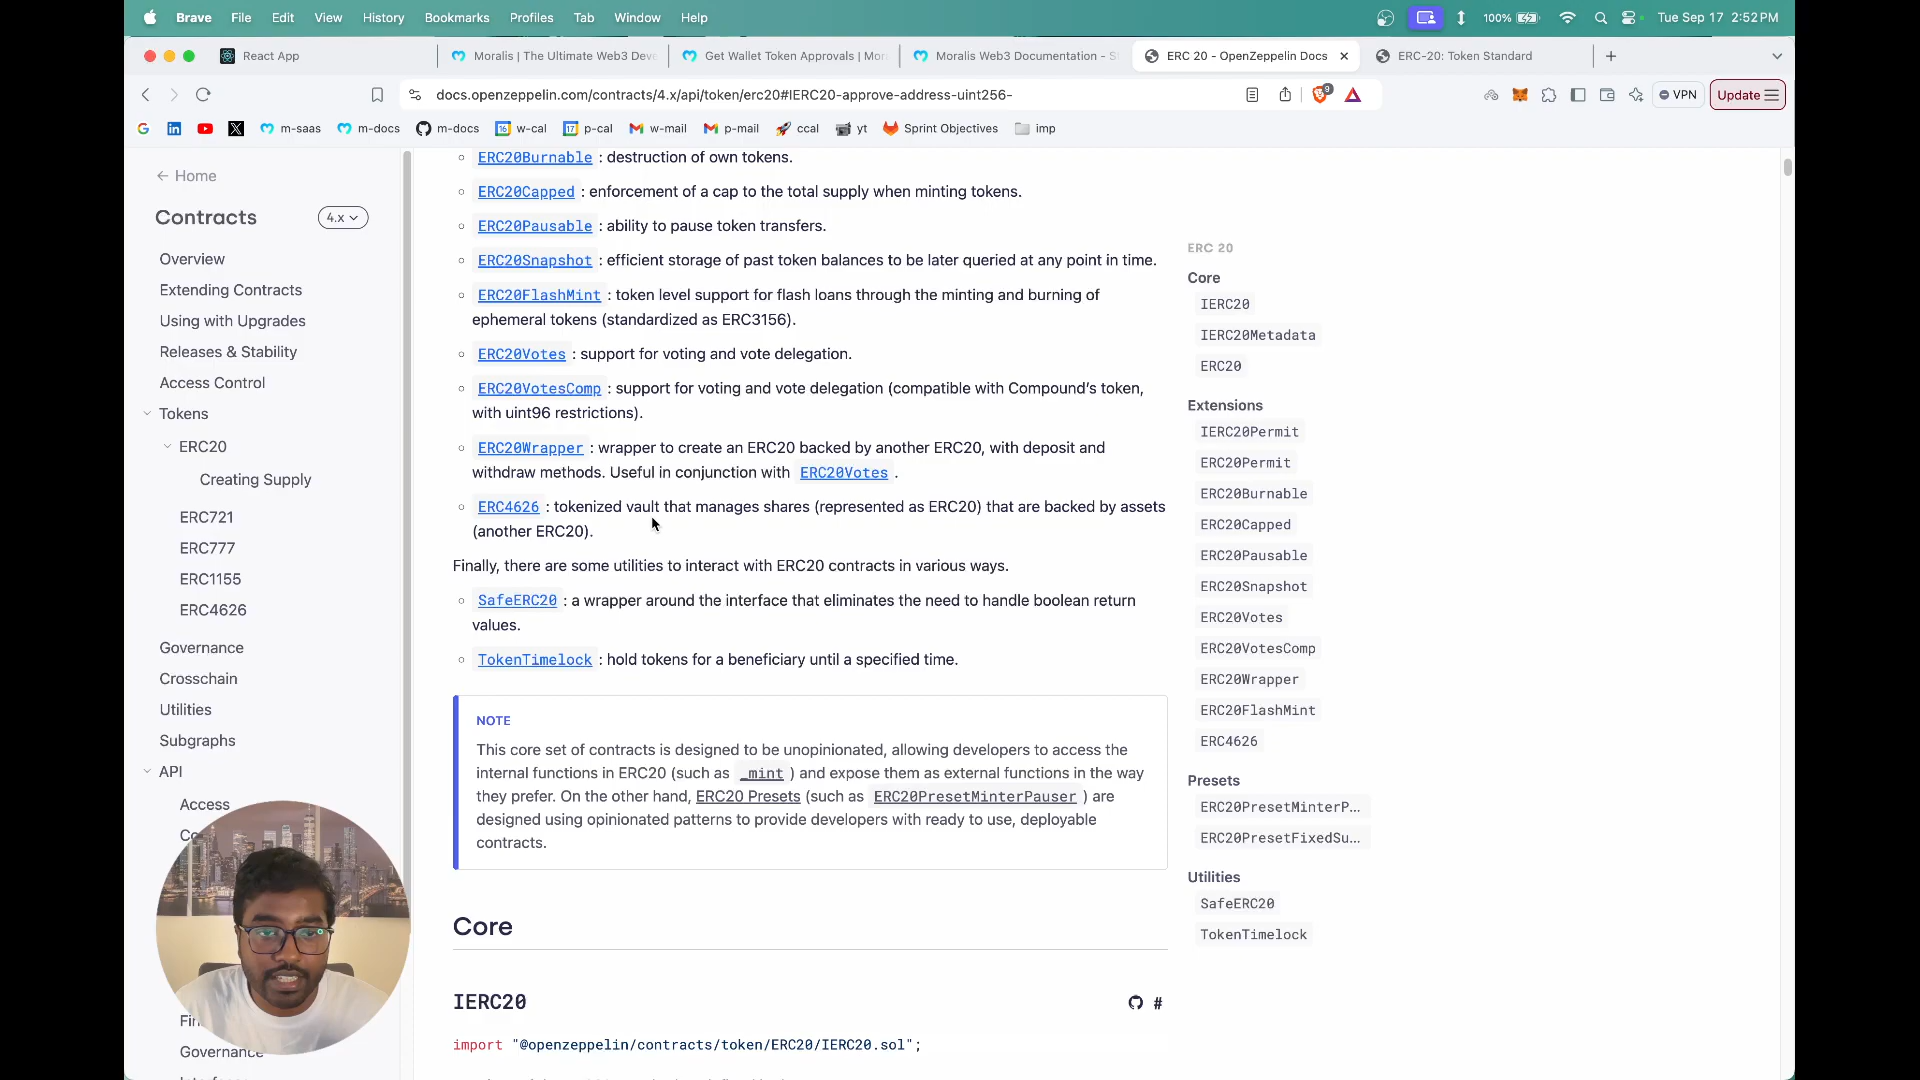 Brave File Edit View History Bookmarks Profiles Tab Window Help 100% Tue Sep 17 2:52PM
React App Moralis | The Ultimate Web3 Deve Get Wallet Token Approvals | Mor Moralis Web3 Documentation - S ERC 20 - OpenZeppelin Docs ERC-20: Token Standard
docs.openzeppelin.com/contracts/4.x/api/token/erc20#IERC20-approve-address-uint256- 9 VPN Update
m-saas m-docs m-docs w-cal p-cal w-mail p-mail ccal yt Sprint Objectives imp
Home
Contracts 4.x
Overview
Extending Contracts
Using with Upgrades
Releases & Stability
Access Control
Tokens
ERC20
Creating Supply
ERC721
ERC777
ERC1155
ERC4626
Governance
Crosschain
Utilities
Subgraphs
API
Access
Governance
ERC20Burnable : destruction of own tokens.
ERC20Capped : enforcement of a cap to the total supply when minting tokens.
ERC20Pausable : ability to pause token transfers.
ERC20Snapshot : efficient storage of past token balances to be later queried at any point in time.
ERC20FlashMint : token level support for flash loans through the minting and burning of
ephemeral tokens (standardized as ERC3156).
ERC20Votes : support for voting and vote delegation.
ERC20VotesComp : support for voting and vote delegation (compatible with Compound's token,
with uint96 restrictions).
ERC20Wrapper : wrapper to create an ERC20 backed by another ERC20, with deposit and
withdraw methods. Useful in conjunction with ERC20Votes .
ERC4626 : tokenized vault that manages shares (represented as ERC20) that are backed by assets
(another ERC20).
Finally, there are some utilities to interact with ERC20 contracts in various ways.
SafeERC20 : a wrapper around the interface that eliminates the need to handle boolean return
values.
TokenTimelock : hold tokens for a beneficiary until a specified time.
NOTE
This core set of contracts is designed to be unopinionated, allowing developers to access the
internal functions in ERC20 (such as _mint ) and expose them as external functions in the way
they prefer. On the other hand, ERC20 Presets (such as ERC20PresetMinterPauser ) are
designed using opinionated patterns to provide developers with ready to use, deployable
contracts.
Core
IERC20 #
import "@openzeppelin/contracts/token/ERC20/IERC20.sol";
ERC 20
Core
IERC20
IERC20Metadata
ERC20
Extensions
IERC20Permit
ERC20Permit
ERC20Burnable
ERC20Capped
ERC20Pausable
ERC20Snapshot
ERC20Votes
ERC20VotesComp
ERC20Wrapper
ERC20FlashMint
ERC4626
Presets
ERC20PresetMinterP...
ERC20PresetFixedSu...
Utilities
SafeERC20
TokenTimelock